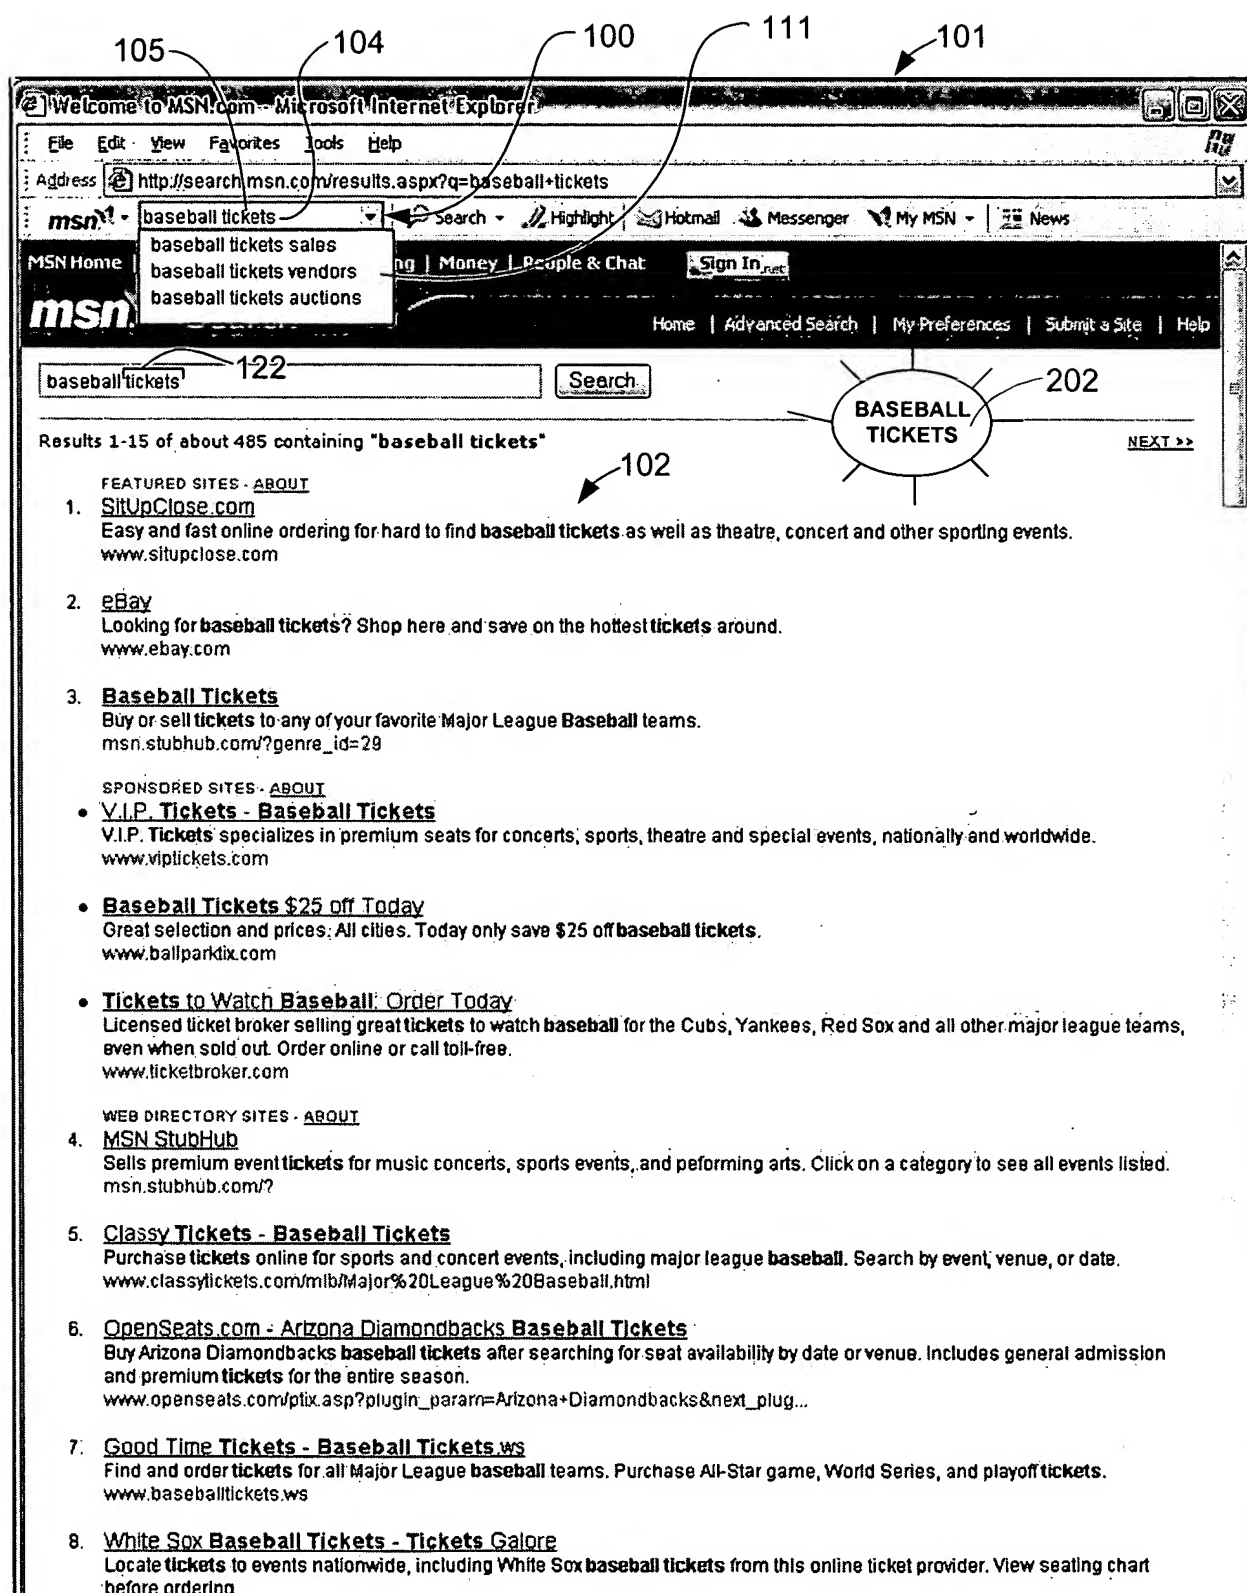 105 104 100 111 101
Welcome to MSN.com - Microsoft Internet Explorer
File Edit View Favorites Tools Help
Address http://search.msn.com/results.aspx?q=baseball+tickets
msn baseball tickets Search Highlight Hotmail Messenger My MSN News
baseball tickets sales
baseball tickets vendors
baseball tickets auctions
MSN Home | ng | Money | People & Chat Sign In .net
msn
Home | Advanced Search | My Preferences | Submit a Site | Help
baseball tickets 122 Search
BASEBALL TICKETS 202
Results 1-15 of about 485 containing "baseball tickets" NEXT >>
102
FEATURED SITES - ABOUT
1. SitUpClose.com
Easy and fast online ordering for hard to find baseball tickets as well as theatre, concert and other sporting events.
www.situpclose.com
2. eBay
Looking for baseball tickets? Shop here and save on the hottest tickets around.
www.ebay.com
3. Baseball Tickets
Buy or sell tickets to any of your favorite Major League Baseball teams.
msn.stubhub.com/?genre_id=29
SPONSORED SITES - ABOUT
• V.I.P. Tickets - Baseball Tickets
V.I.P. Tickets specializes in premium seats for concerts, sports, theatre and special events, nationally and worldwide.
www.viptickets.com
• Baseball Tickets $25 off Today
Great selection and prices. All cities. Today only save $25 off baseball tickets.
www.ballparktix.com
• Tickets to Watch Baseball: Order Today
Licensed ticket broker selling great tickets to watch baseball for the Cubs, Yankees, Red Sox and all other major league teams,
even when sold out. Order online or call toll-free.
www.ticketbroker.com
WEB DIRECTORY SITES - ABOUT
4. MSN StubHub
Sells premium event tickets for music concerts, sports events, and peforming arts. Click on a category to see all events listed.
msn.stubhub.com/?
5. Classy Tickets - Baseball Tickets
Purchase tickets online for sports and concert events, including major league baseball. Search by event, venue, or date.
www.classytickets.com/mlb/Major%20League%20Baseball.html
6. OpenSeats.com - Arizona Diamondbacks Baseball Tickets
Buy Arizona Diamondbacks baseball tickets after searching for seat availability by date or venue. Includes general admission
and premium tickets for the entire season.
www.openseats.com/ptix.asp?plugin_param=Arizona+Diamondbacks&next_plug...
7. Good Time Tickets - Baseball Tickets.ws
Find and order tickets for all Major League baseball teams. Purchase All-Star game, World Series, and playoff tickets.
www.baseballtickets.ws
8. White Sox Baseball Tickets - Tickets Galore
Locate tickets to events nationwide, including White Sox baseball tickets from this online ticket provider. View seating chart
before ordering